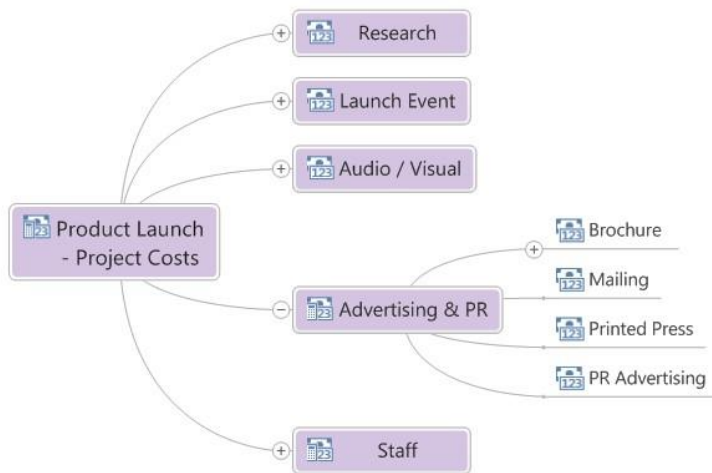 Research
Launch Event
Audio / Visual
Product Launch
- Project Costs
Advertising & PR
Brochure
Mailing
Printed Press
PR Advertising
Staff